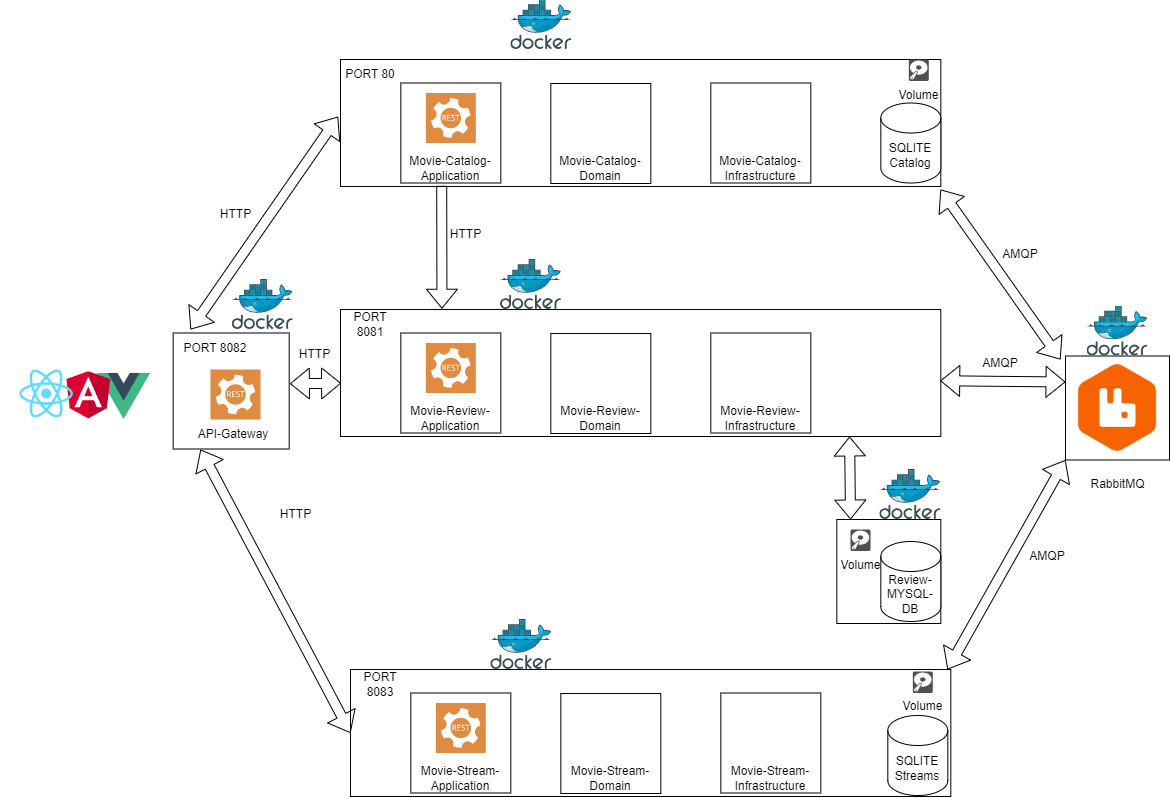 docker
PORT 80
REST
Movie-Catalog-
Application
Movie-Catalog-
Domain
Movie-Catalog-
Infrastructure
Volume
SQLITE
Catalog
HTTP
HTTP
AMQP
docker
docker
docker
PORT 8082
REST
API-Gateway
A
HTTP
PORT
8081
REST
Movie-Review-
Application
Movie-Review-
Domain
Movie-Review-
Infrastructure
AMQP
RabbitMQ
docker
Volume
Review-
MYSQL-
DB
HTTP
AMQP
docker
PORT
8083
REST
Movie-Stream-
Application
Movie-Stream-
Domain
Movie-Stream-
Infrastructure
Volume
SQLITE
Streams